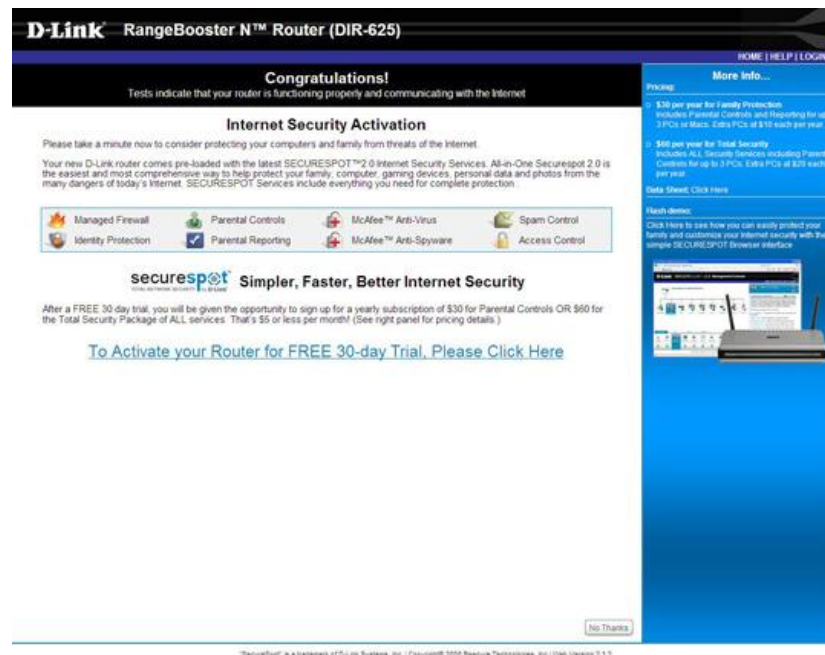 D-Link RangeBooster N™ Router (DIR-625)
HOME | HELP | LOGIN
Congratulations!
Tests indicate that your router is functioning properly and communicating with the Internet
Internet Security Activation
Please take a minute now to consider protecting your computers and family from threats of the Internet.
Your new D-Link router comes pre-loaded with the latest SECURESPOT™2.0 Internet Security Services. All-in-One Securespot 2.0 is
the easiest and most comprehensive way to help protect your family, computer, gaming devices, personal data and photos from the
many dangers of today's Internet. SECURESPOT Services include everything you need for complete protection.
Managed Firewall Parental Controls McAfee™ Anti-Virus Spam Control
Identity Protection Parental Reporting McAfee™ Anti-Spyware Access Control
securespot Simpler, Faster, Better Internet Security
TOTAL NETWORK SECURITY by D-Link
After a FREE 30 day trial, you will be given the opportunity to sign up for a yearly subscription of $30 for Parental Controls OR $60 for
the Total Security Package of ALL services. That's $5 or less per month! (See right panel for pricing details.)
To Activate your Router for FREE 30-day Trial, Please Click Here
No Thanks
More Info...
Pricing:
$30 per year for Family Protection
Includes Parental Controls and Reporting for up
3 PCs or Macs. Extra PCs at $10 each per year
$60 per year for Total Security
Includes ALL Security Services including Parent
Controls for up to 3 PCs. Extra PCs at $20 each
per year
Data Sheet: Click Here
Flash demo:
Click Here to see how you can easily protect your
family and customize your Internet security with the
simple SECURESPOT Browser interface